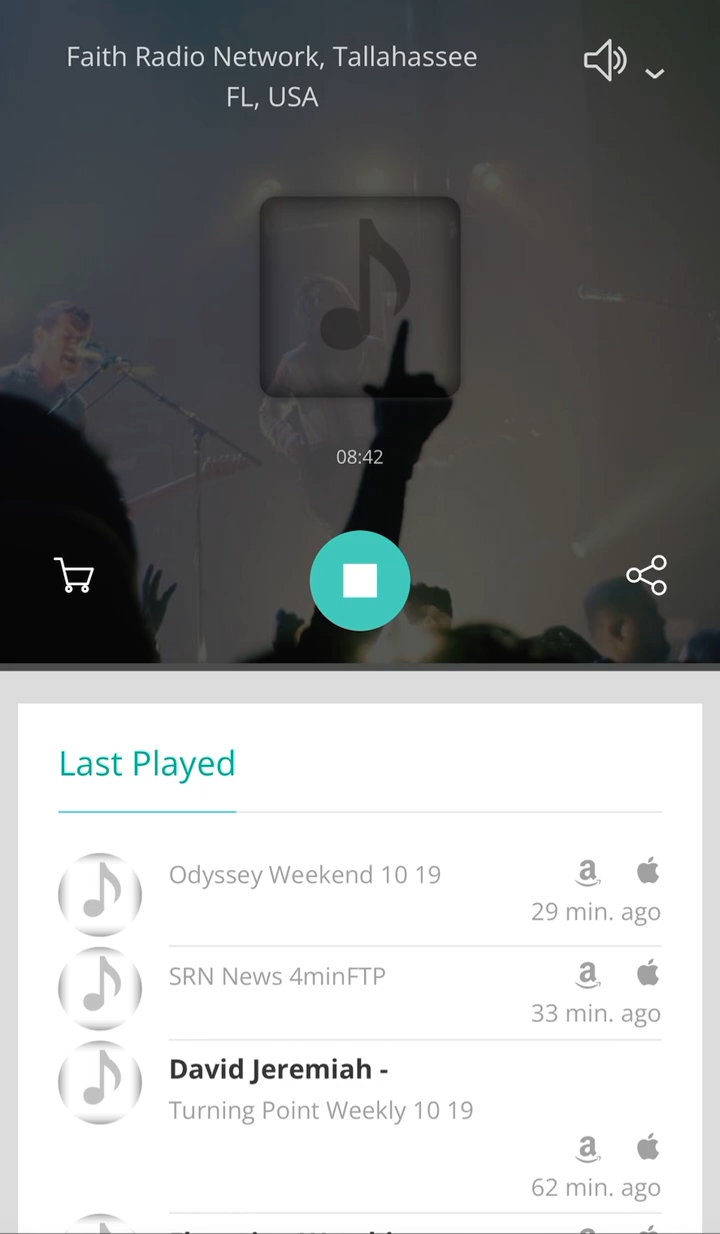 Faith Radio Network, Tallahassee
FL, USA
08:42
Last Played
Odyssey Weekend 10 19
29 min. ago
SRN News 4minFTP
33 min. ago
David Jeremiah -
Turning Point Weekly 10 19
62 min. ago